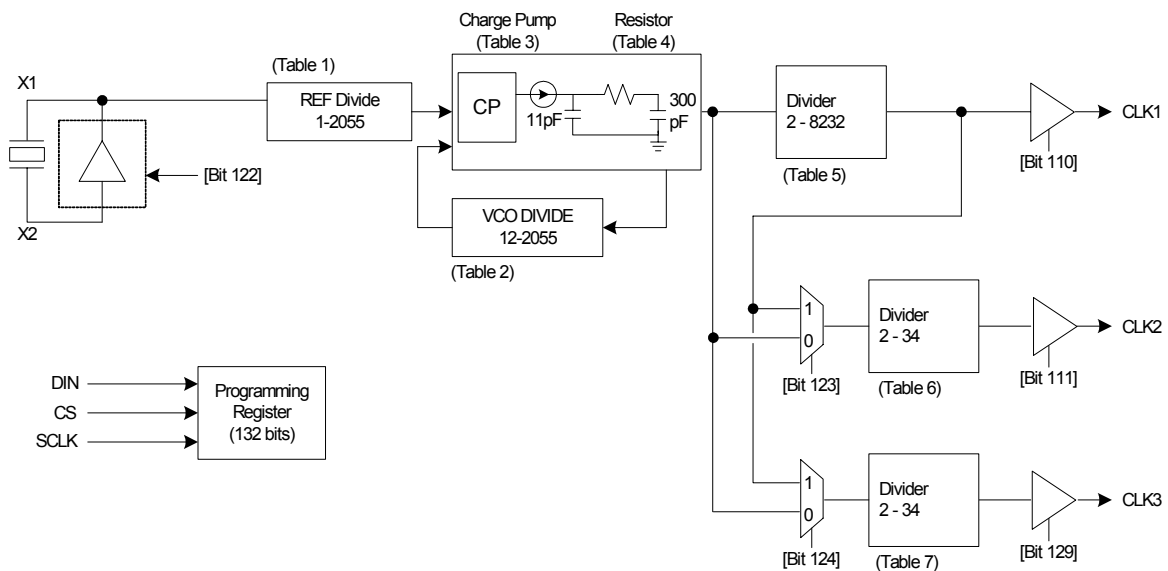 Charge Pump
(Table 3)
Resistor
(Table 4)
(Table 1)
X1
REF Divide
1-2055
CP
11pF
300
pF
Divider
2 - 8232
CLK1
[Bit 122]
(Table 5)
[Bit 110]
X2
VCO DIVIDE
12-2055
(Table 2)
1
0
Divider
2 - 34
CLK2
[Bit 123]
(Table 6)
[Bit 111]
DIN
CS
SCLK
Programming
Register
(132 bits)
1
0
Divider
2 - 34
CLK3
[Bit 124]
(Table 7)
[Bit 129]